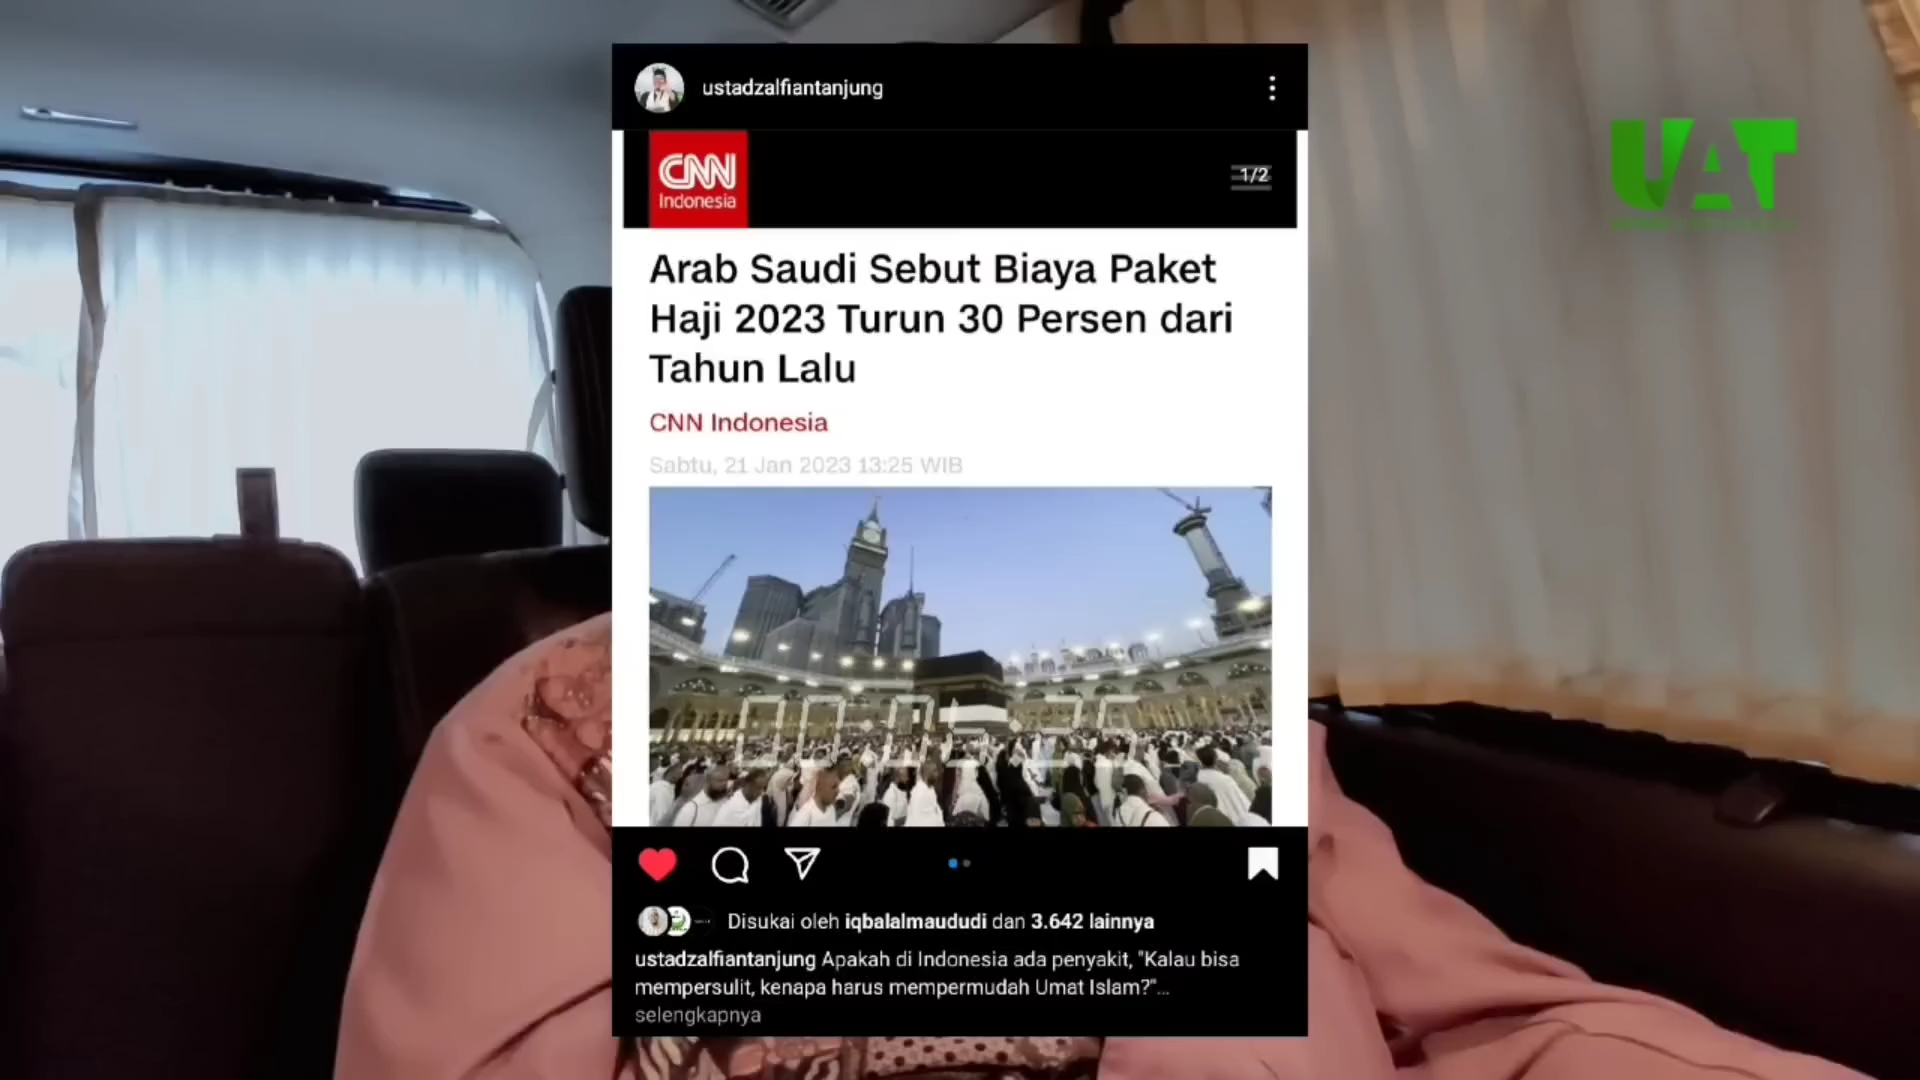 ustadzalfiantanjung
UAT
CNN
Indonesia
1/2
Arab Saudi Sebut Biaya Paket
Haji 2023 Turun 30 Persen dari
Tahun Lalu
CNN Indonesia
Sabtu, 21 Jan 2023 13:25 WIB
Disukai oleh iqbalalmaududi dan 3.642 lainnya
ustadzalfiantanjung Apakah di Indonesia ada penyakit, "Kalau bisa
mempersulit, kenapa harus mempermudah Umat Islam?"...
selengkapnya